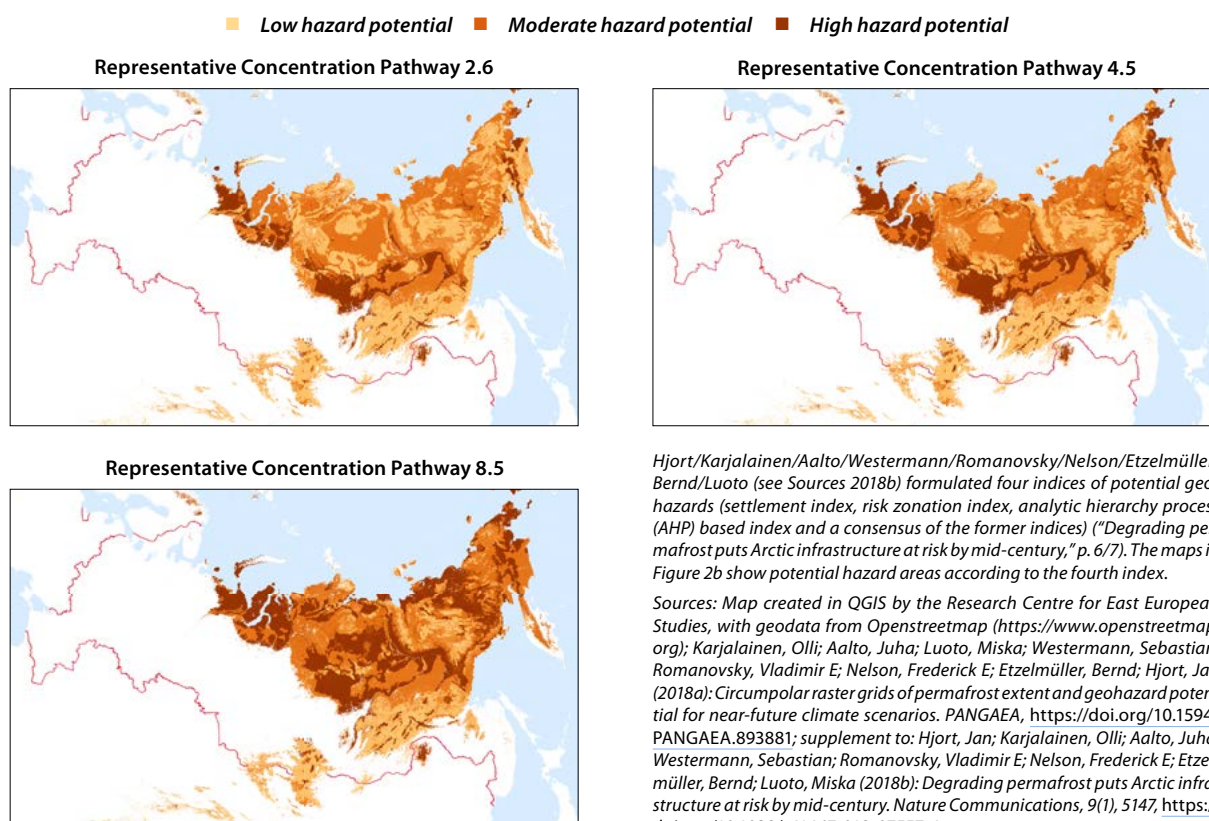 Low hazard potential Moderate hazard potential High hazard potential
Representative Concentration Pathway 2.6
Representative Concentration Pathway 4.5
Representative Concentration Pathway 8.5
Hjort/Karjalainen/Aalto/Westermann/Romanovsky/Nelson/Etzelmüller
Bernd/Luoto (see Sources 2018b) formulated four indices of potential geo
hazards (settlement index, risk zonation index, analytic hierarchy proces
(AHP) based index and a consensus of the former indices) (“Degrading pe
mafrost puts Arctic infrastructure at risk by mid-century,” p. 6/7). The maps i
Figure 2b show potential hazard areas according to the fourth index.
Sources: Map created in QGIS by the Research Centre for East Europea
Studies, with geodata from Openstreetmap (https://www.openstreetmap
org); Karjalainen, Olli; Aalto, Juha; Luoto, Miska; Westermann, Sebastian
Romanovsky, Vladimir E; Nelson, Frederick E; Etzelmüller, Bernd; Hjort, Ja
(2018a): Circumpolar raster grids of permafrost extent and geohazard poten
tial for near-future climate scenarios. PANGAEA, https://doi.org/10.1594
PANGAEA.893881; supplement to: Hjort, Jan; Karjalainen, Olli; Aalto, Juha
Westermann, Sebastian; Romanovsky, Vladimir E; Nelson, Frederick E; Etze
müller, Bernd; Luoto, Miska (2018b): Degrading permafrost puts Arctic infra
structure at risk by mid-century. Nature Communications, 9(1), 5147, https:/